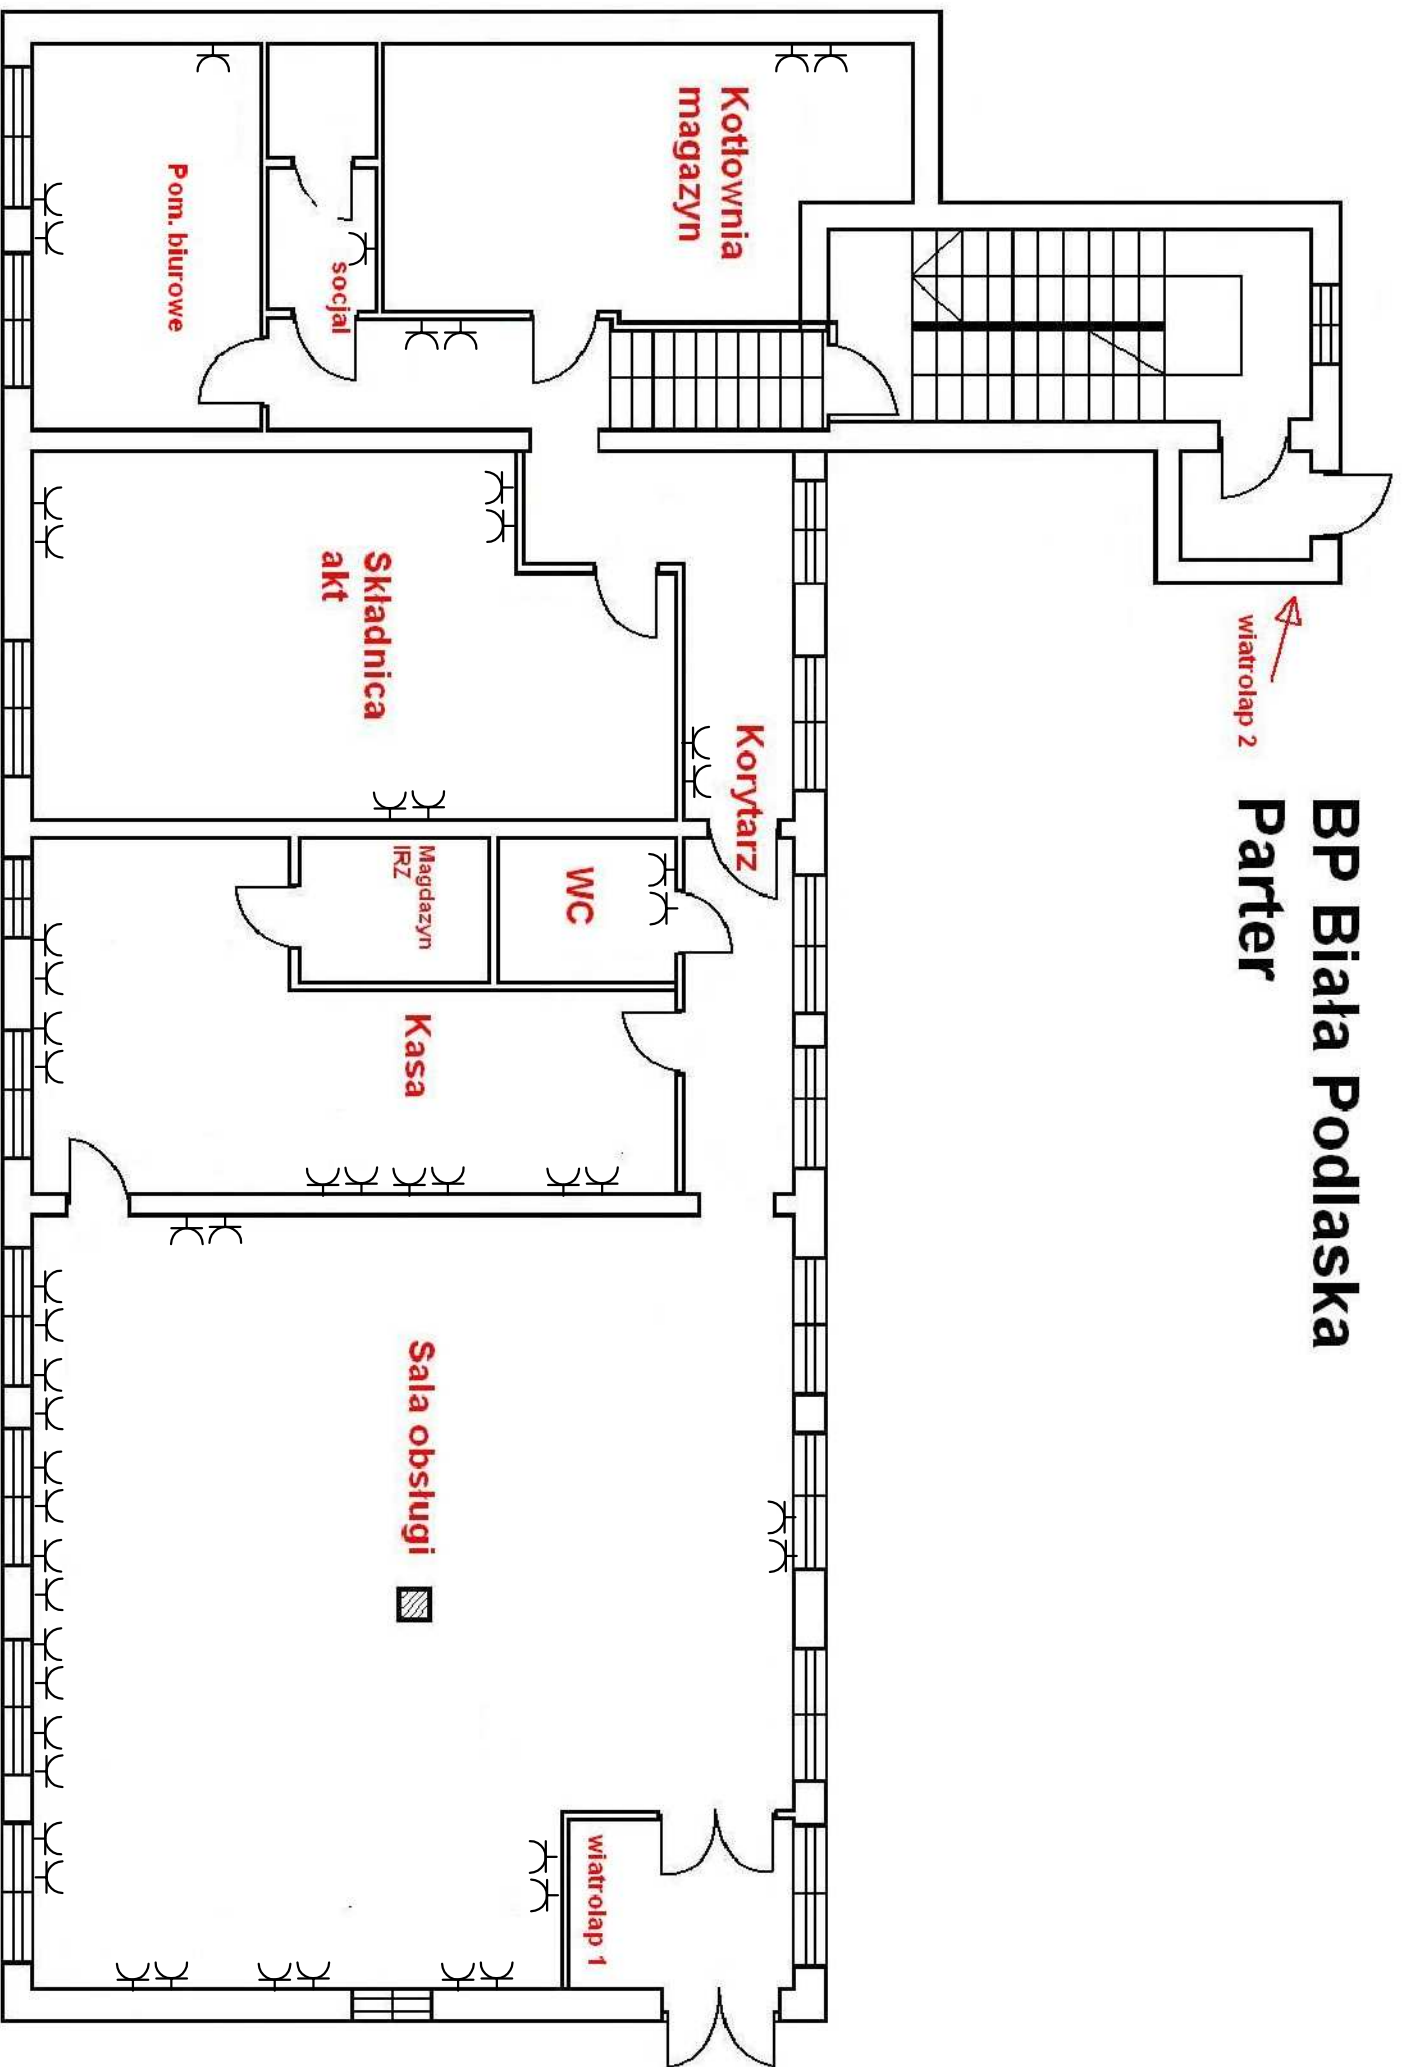 BP Biała Podlaska
Parter
wiatrołap 2
Kotłownia
magazyn
socjal
Pom. biurowe
Korytarz
Składnica
akt
WC
Magdazyn
IRZ
Kasa
Sala obsługi
wiatrołap 1